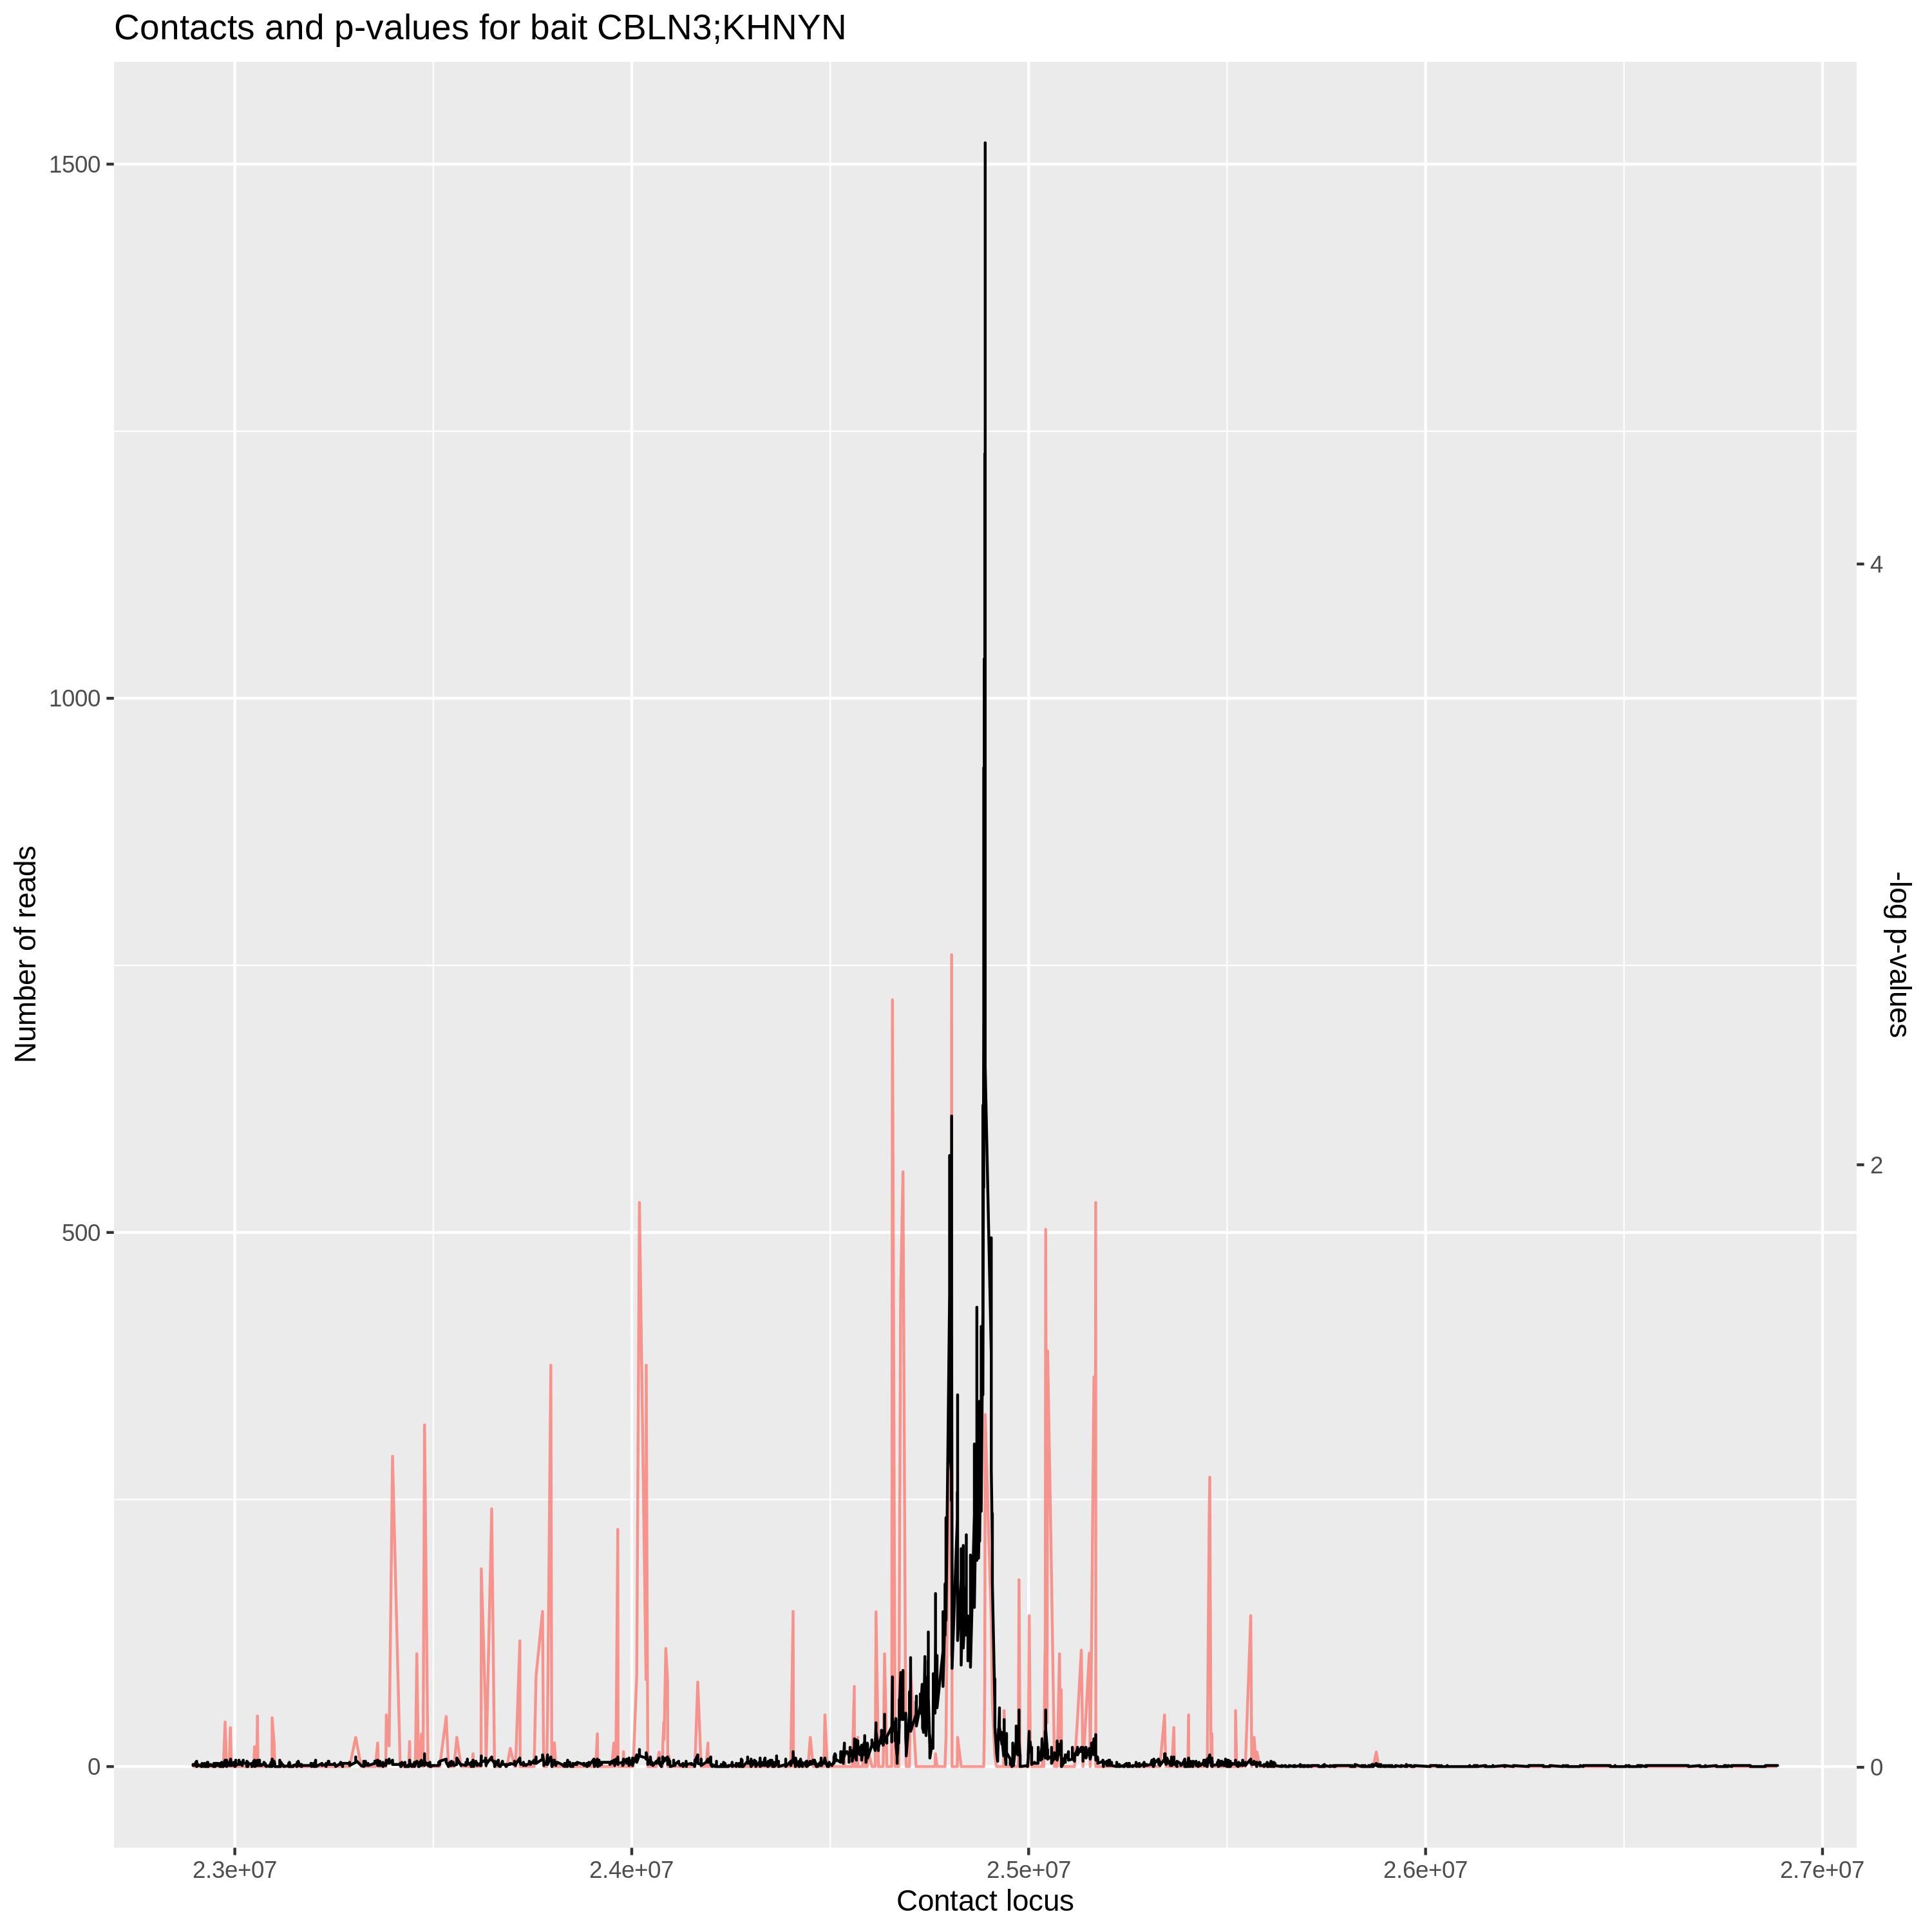 Contacts and p-values for bait CBLN3;KHNYN
1500
1000
500
0
Number of reads
4
2
0
-log p-values
2.3e+07
2.4e+07
2.5e+07
2.6e+07
2.7e+07
Contact locus